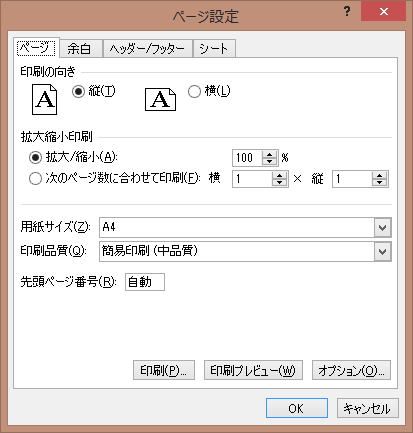 ページ設定
?
ページ 余白 ヘッダー/フッター シート
印刷の向き
A 縦(T) A 横(L)
拡大縮小印刷
拡大/縮小(A): 100 %
次のページ数に合わせて印刷(F): 横 1 × 縦 1
用紙サイズ(Z): A4
印刷品質(Q): 簡易印刷 (中品質)
先頭ページ番号(R): 自動
印刷(P)... 印刷プレビュー(W) オプション(O)...
OK キャンセル